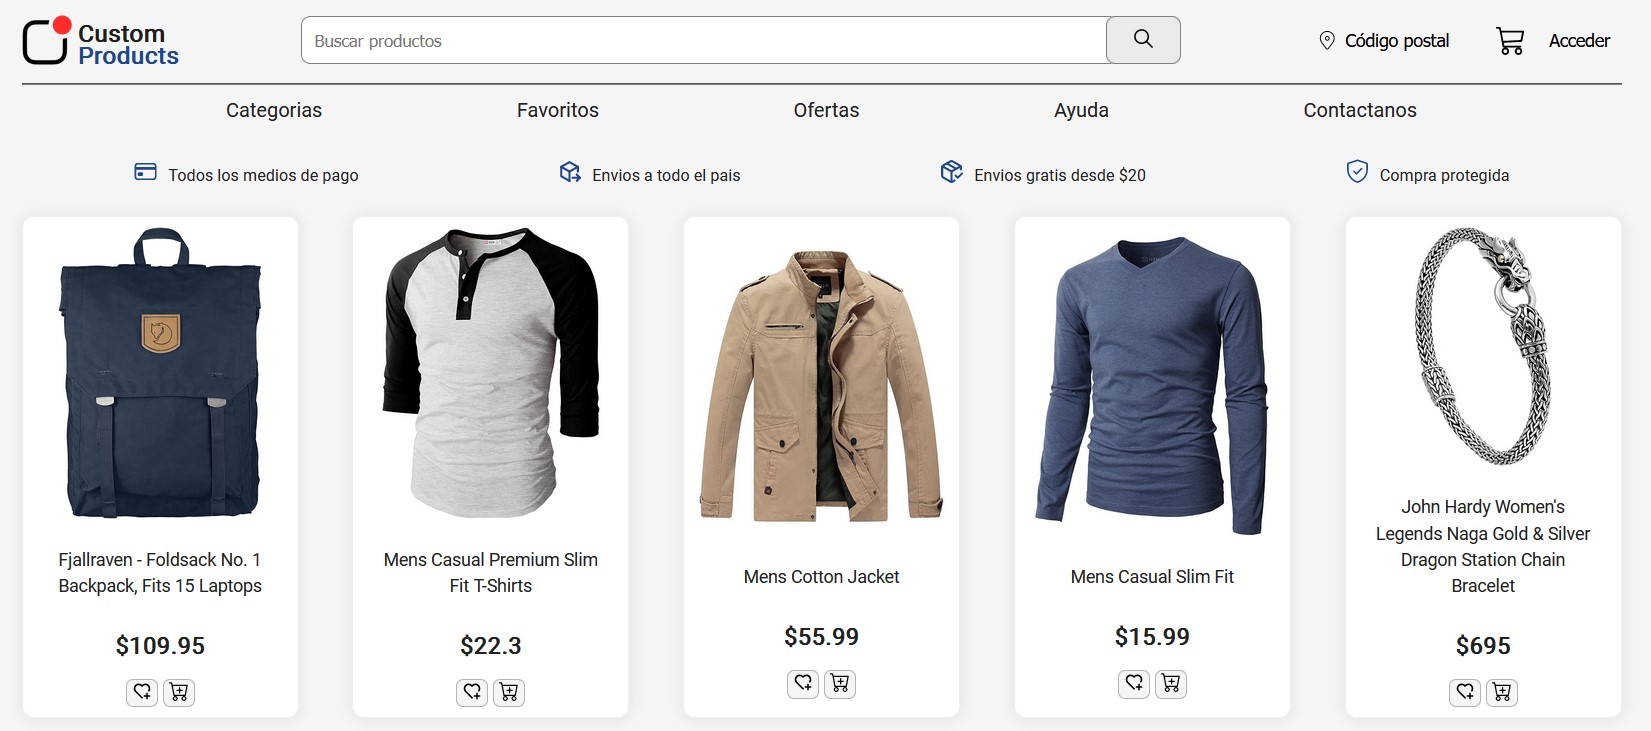 Custom
Products
Buscar productos
Código postal
Acceder
Categorias
Favoritos
Ofertas
Ayuda
Contactanos
Todos los medios de pago
Envios a todo el pais
Envios gratis desde $20
Compra protegida
Fjallraven - Foldsack No. 1
Backpack, Fits 15 Laptops
$109.95
Mens Casual Premium Slim
Fit T-Shirts
$22.3
Mens Cotton Jacket
$55.99
Mens Casual Slim Fit
$15.99
John Hardy Women's
Legends Naga Gold & Silver
Dragon Station Chain
Bracelet
$695